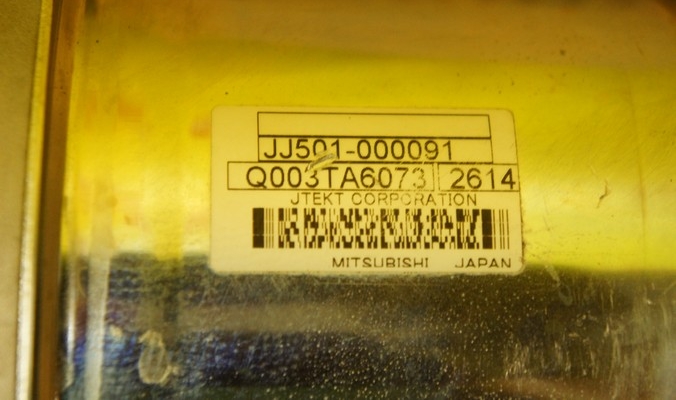 JJ501-000091
Q003TA6073 2614
JTEKT CORPORATION
MITSUBISHI JAPAN